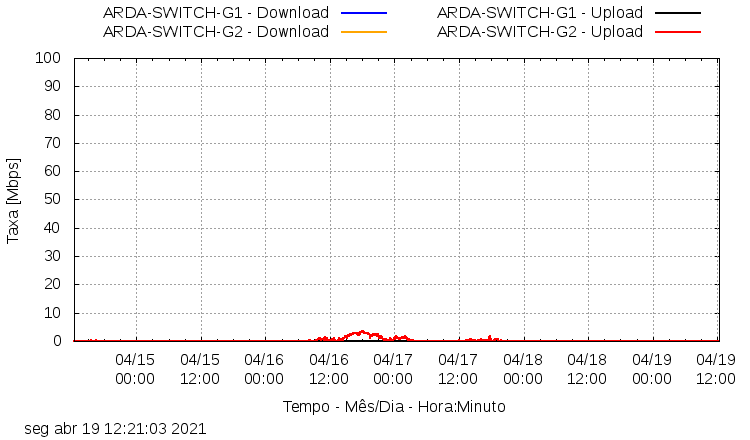 ARDA-SWITCH-G1 - Download ARDA-SWITCH-G1 - Upload
ARDA-SWITCH-G2 - Download ARDA-SWITCH-G2 - Upload
100
90
80
70
60
50
40
30
20
10
0
Taxa [Mbps]
04/15 04/15 04/16 04/16 04/17 04/17 04/18 04/18 04/19 04/19
00:00 12:00 00:00 12:00 00:00 12:00 00:00 12:00 00:00 12:00
Tempo - Mês/Dia - Hora:Minuto
seg abr 19 12:21:03 2021